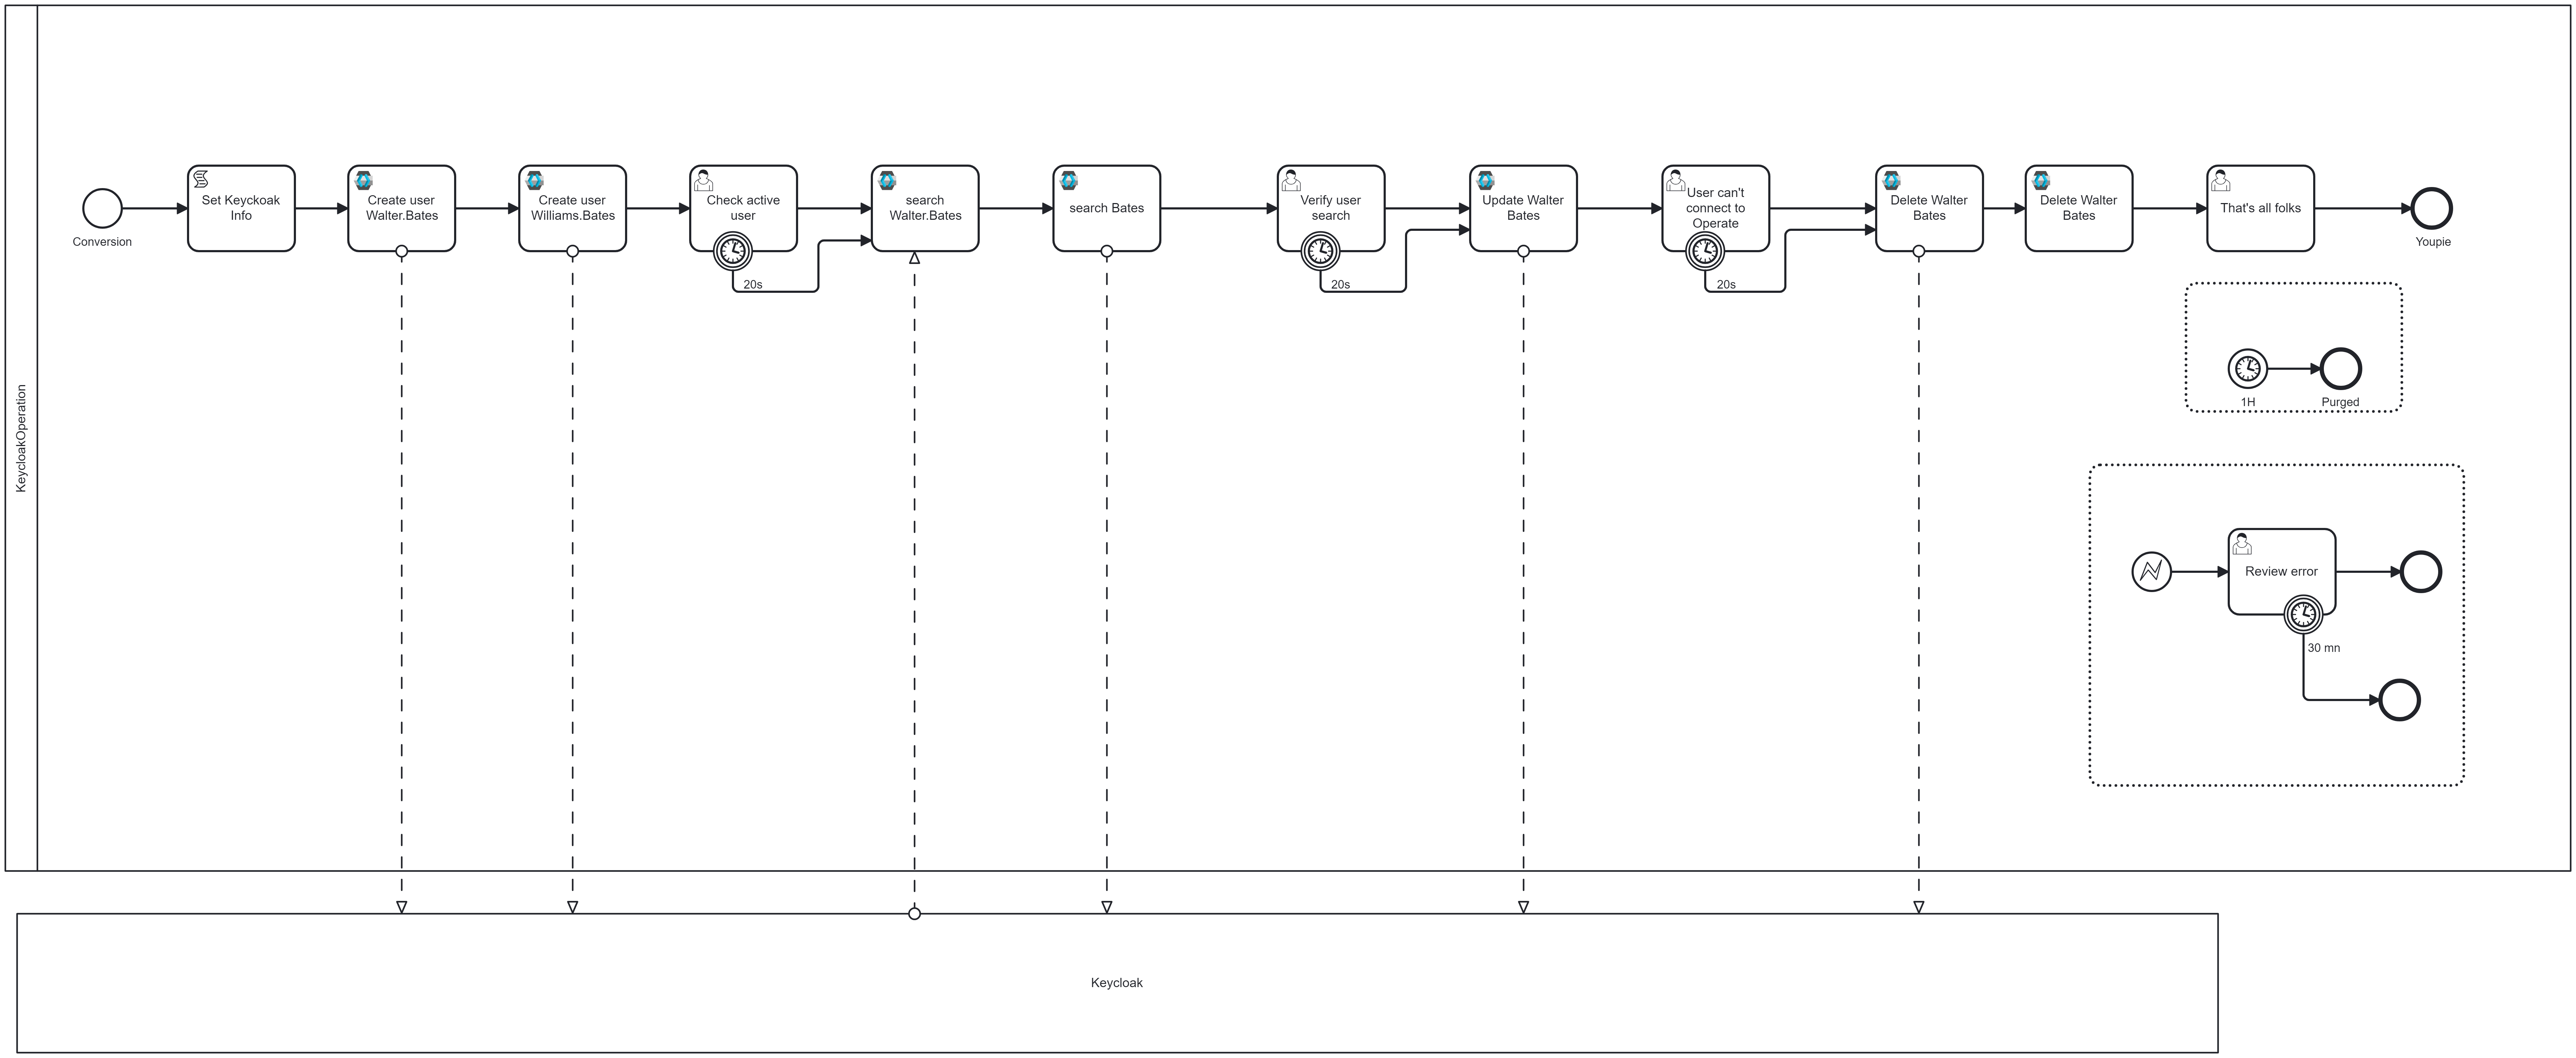 KeycloakOperation
Conversion
Set Keyckoak
Info
Create user
Walter.Bates
Create user
Williams.Bates
Check active
user
20s
search
Walter.Bates
search Bates
Verify user
search
20s
Update Walter
Bates
User can't
connect to
Operate
20s
Delete Walter
Bates
Delete Walter
Bates
That's all folks
Youpie
1H
Purged
Review error
30 mn
Keycloak